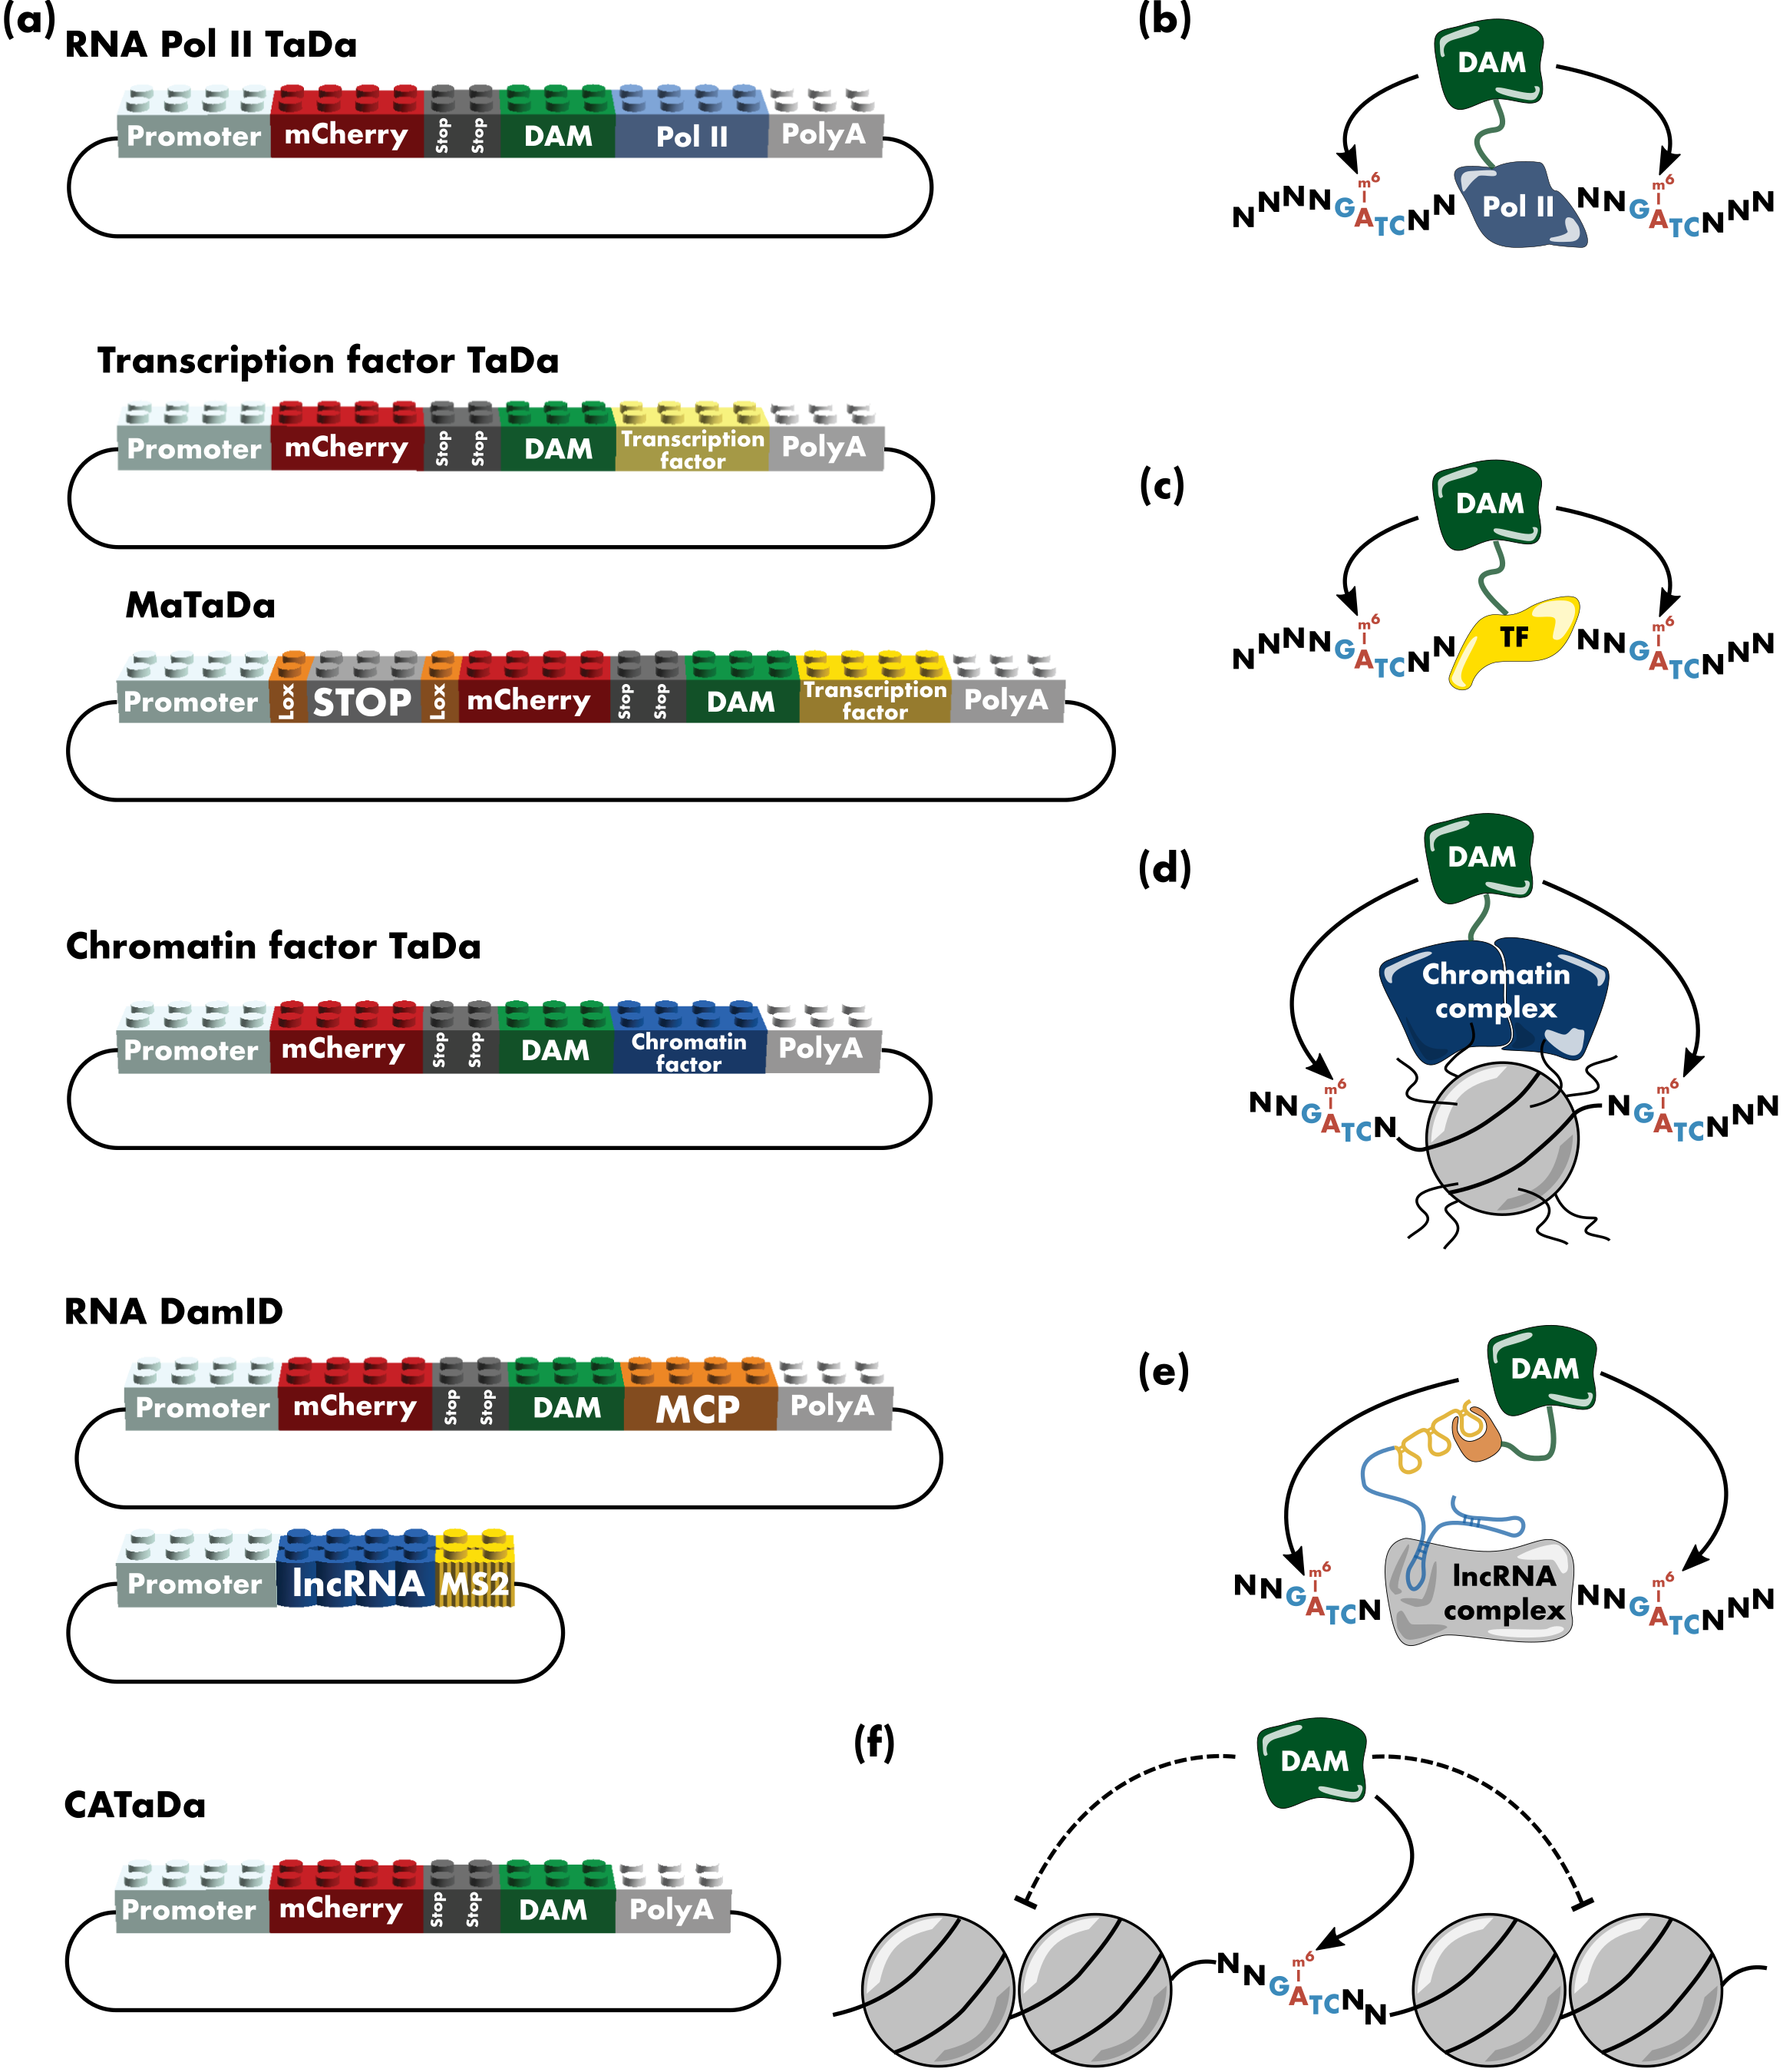 (a)
RNA Pol II TaDa
Promoter mCherry Stop Stop DAM Pol II PolyA
Transcription factor TaDa
Promoter mCherry Stop Stop DAM Transcription factor PolyA
MaTaDa
Promoter Lox STOP Lox mCherry Stop Stop DAM Transcription factor PolyA
Chromatin factor TaDa
Promoter mCherry Stop Stop DAM Chromatin factor PolyA
RNA DamID
Promoter mCherry Stop Stop DAM MCP PolyA
Promoter lncRNA MS2
CATaDa
Promoter mCherry Stop Stop DAM PolyA
(b)
DAM
m6 m6
NNNNGATCNN Pol II NNGATCNNN
(c)
DAM
m6 m6
NNNNGATCNN TF NNGATCNNN
(d)
DAM
Chromatin
complex
m6 m6
NNGATCN NGATCNNN
(e)
DAM
m6 m6
NNGATCN lncRNA complex NNGATCNNN
(f)
DAM
m6
NNGATCNN